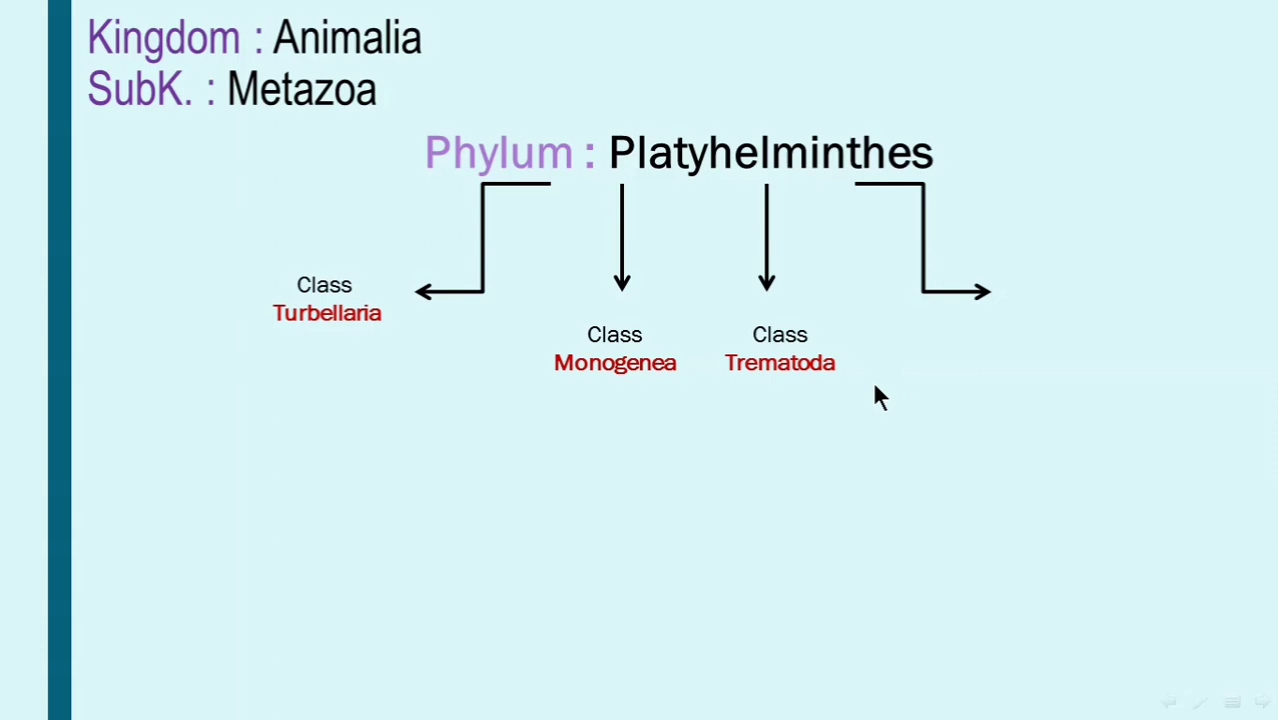 Kingdom : Animalia
SubK. : Metazoa
Phylum : Platyhelminthes
Class
Turbellaria
Class
Monogenea
Class
Trematoda